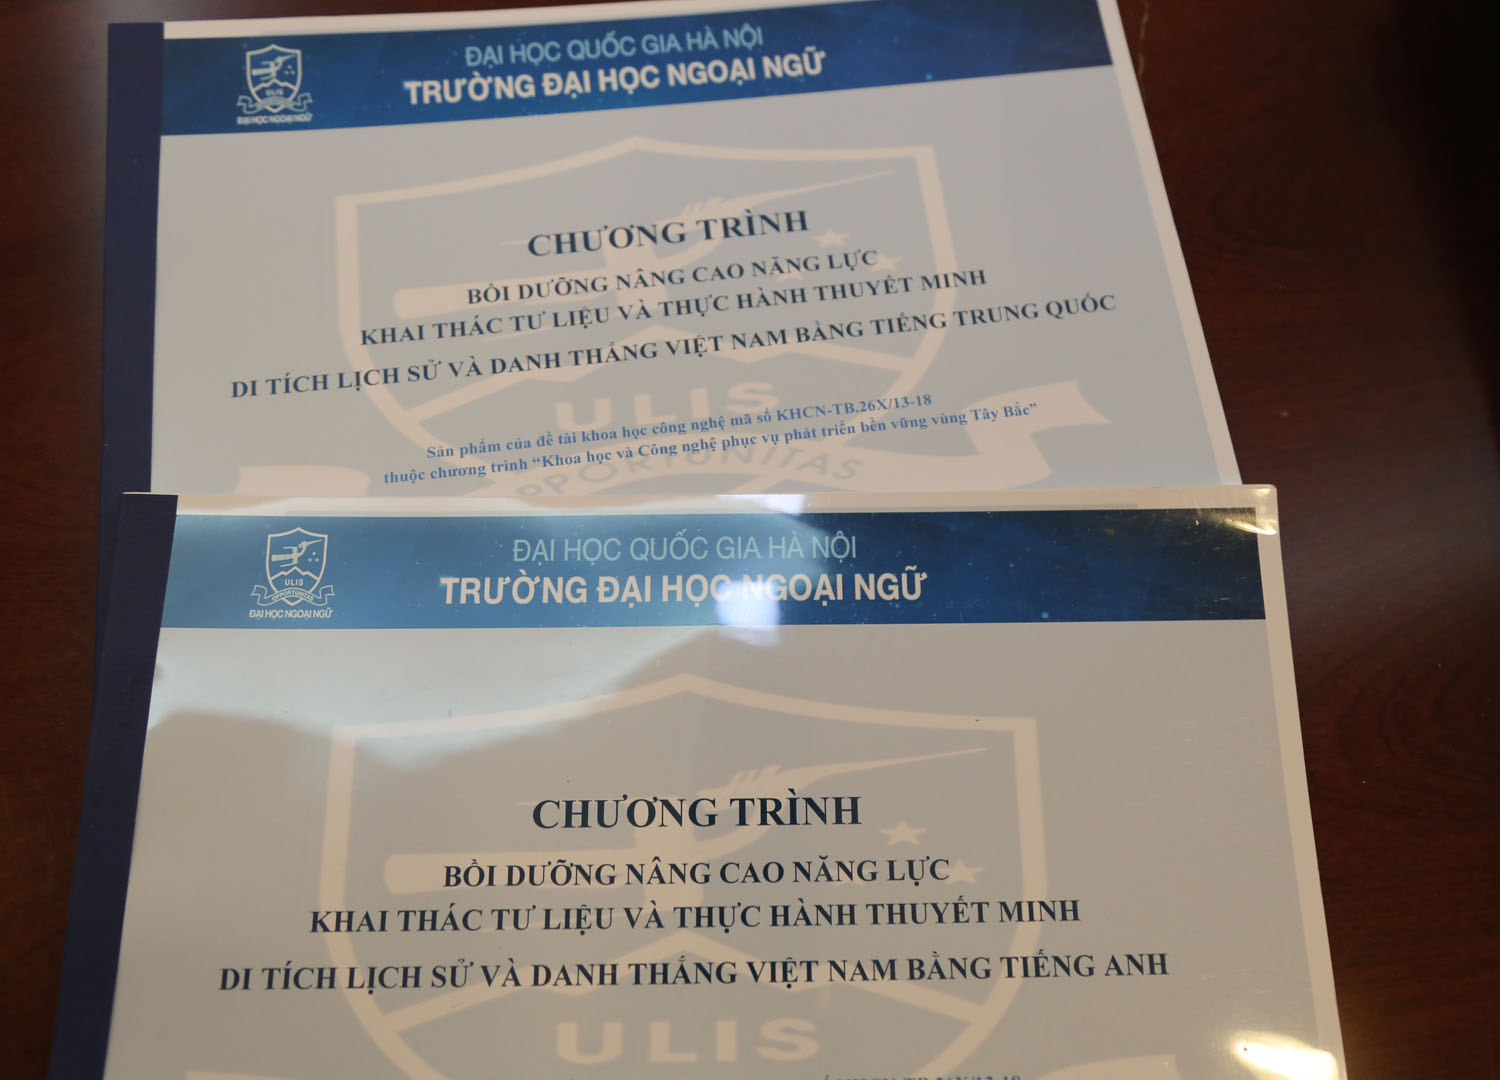 ĐẠI HỌC QUỐC GIA HÀ NỘI
TRƯỜNG ĐẠI HỌC NGOẠI NGỮ
ULIS
ĐẠI HỌC NGOẠI NGỮ
CHƯƠNG TRÌNH
BỒI DƯỠNG NÂNG CAO NĂNG LỰC
KHAI THÁC TƯ LIỆU VÀ THỰC HÀNH THUYẾT MINH
DI TÍCH LỊCH SỬ VÀ DANH THẮNG VIỆT NAM BẰNG TIẾNG TRUNG QUỐC
ULIS
Sản phẩm của đề tài khoa học công nghệ mã số KHCN-TB.26X/13-18
thuộc chương trình “Khoa học và Công nghệ phục vụ phát triển bền vững vùng Tây Bắc”
OPPORTUNITAS
ĐẠI HỌC QUỐC GIA HÀ NỘI
TRƯỜNG ĐẠI HỌC NGOẠI NGỮ
ULIS
OPPORTUNITAS
ĐẠI HỌC NGOẠI NGỮ
CHƯƠNG TRÌNH
BỒI DƯỠNG NÂNG CAO NĂNG LỰC
KHAI THÁC TƯ LIỆU VÀ THỰC HÀNH THUYẾT MINH
DI TÍCH LỊCH SỬ VÀ DANH THẮNG VIỆT NAM BẰNG TIẾNG ANH
ULIS